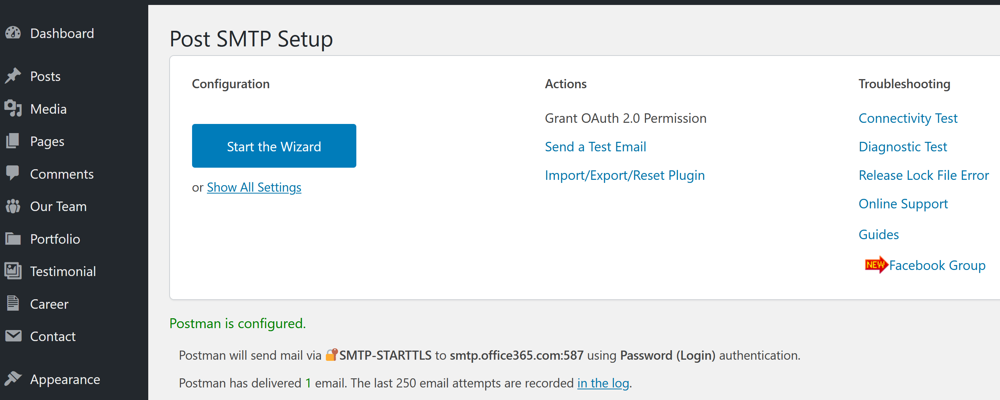 Dashboard
Posts
Media
Pages
Comments
Our Team
Portfolio
Testimonial
Career
Contact
Appearance
Post SMTP Setup
Configuration
Start the Wizard
or Show All Settings
Actions
Grant OAuth 2.0 Permission
Send a Test Email
Import/Export/Reset Plugin
Troubleshooting
Connectivity Test
Diagnostic Test
Release Lock File Error
Online Support
Guides
NEW Facebook Group
Postman is configured.
Postman will send mail via SMTP-STARTTLS to smtp.office365.com:587 using Password (Login) authentication.
Postman has delivered 1 email. The last 250 email attempts are recorded in the log.